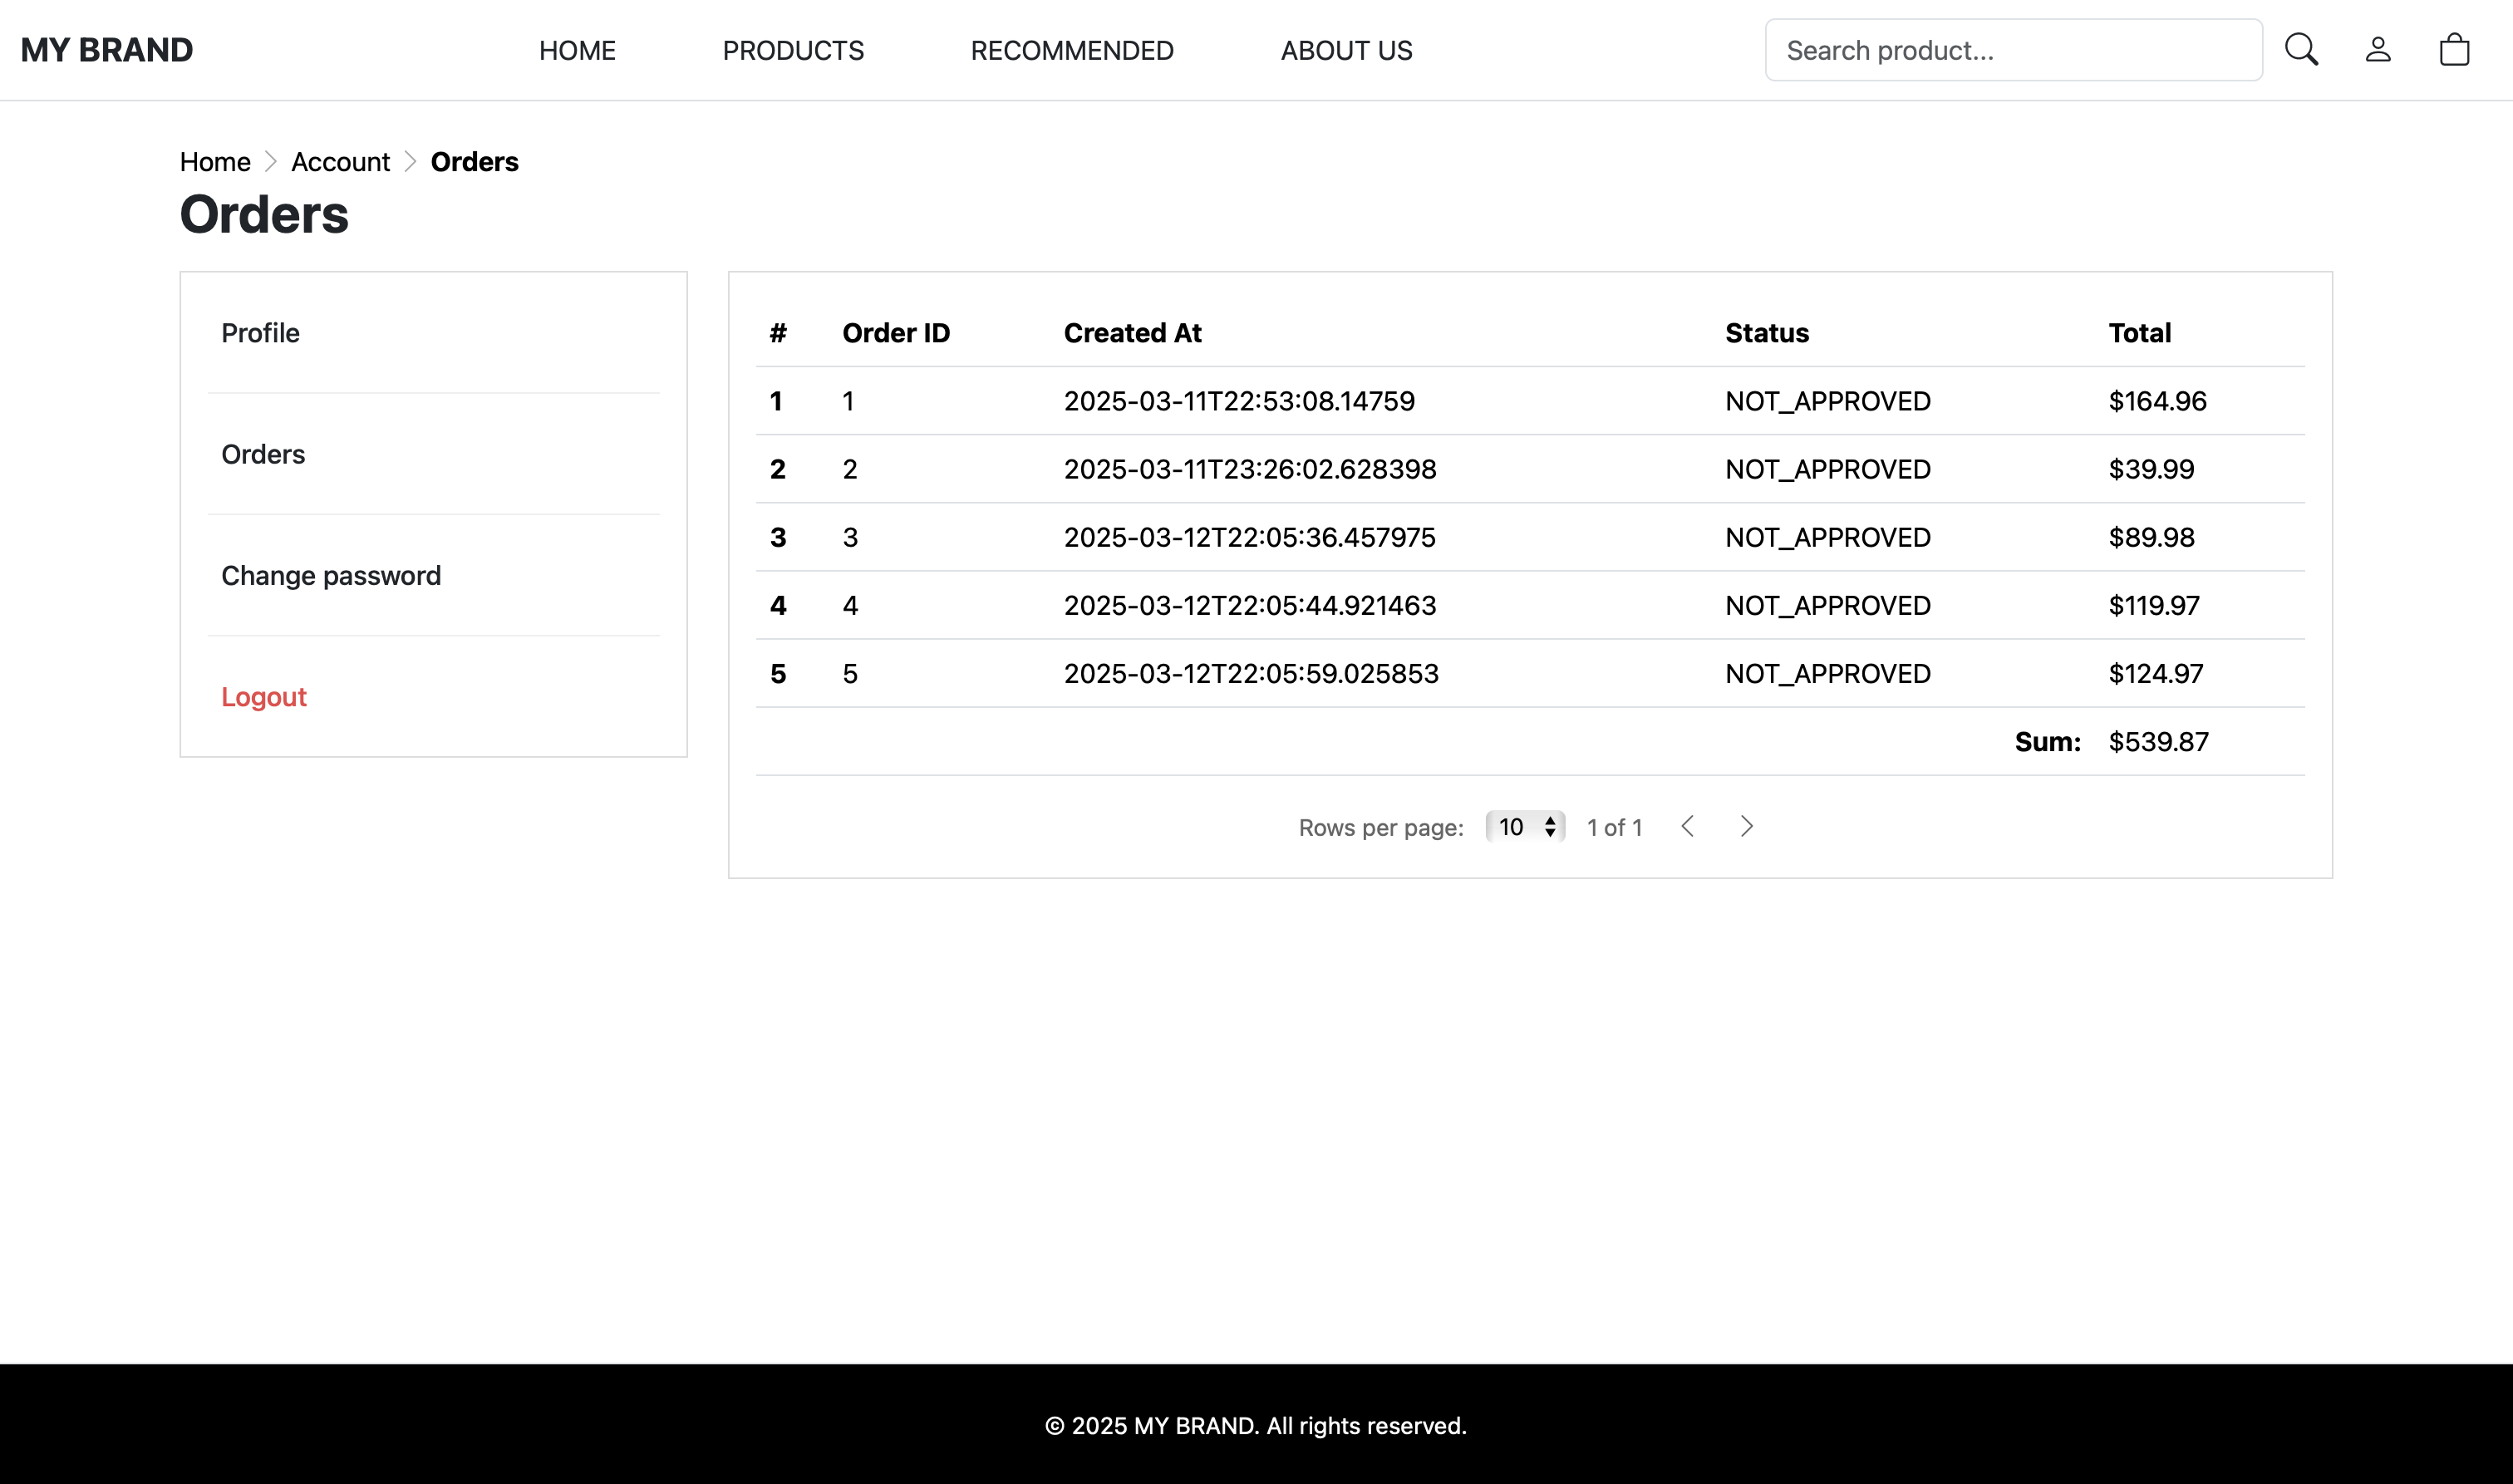 MY BRAND HOME PRODUCTS RECOMMENDED ABOUT US Search product...
Home Account Orders
Orders
Profile
Orders
Change password
Logout
# Order ID Created At Status Total
1 1 2025-03-11T22:53:08.14759 NOT_APPROVED $164.96
2 2 2025-03-11T23:26:02.628398 NOT_APPROVED $39.99
3 3 2025-03-12T22:05:36.457975 NOT_APPROVED $89.98
4 4 2025-03-12T22:05:44.921463 NOT_APPROVED $119.97
5 5 2025-03-12T22:05:59.025853 NOT_APPROVED $124.97
Sum: $539.87
Rows per page: 10 1 of 1
© 2025 MY BRAND. All rights reserved.